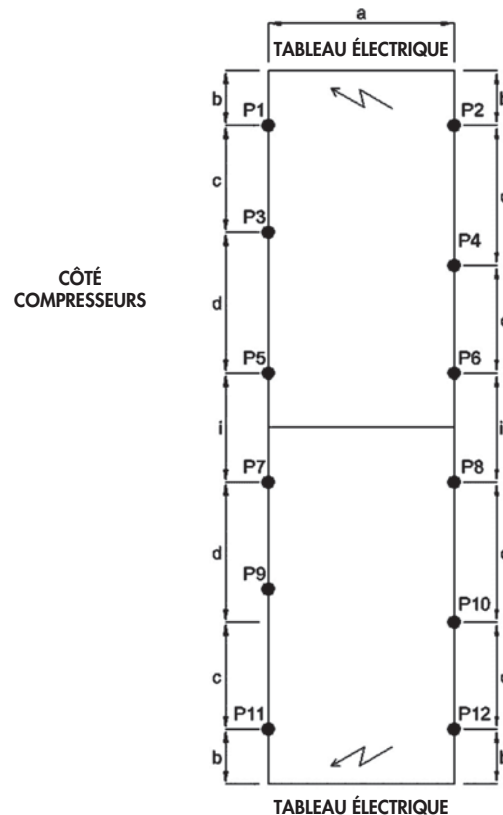 a
TABLEAU ÉLECTRIQUE
b
b
P1
P2
c
P3
P4
CÔTÉ
COMPRESSEURS
d
P5
P6
i
i
P7
P8
d
P9
P10
c
P11
P12
b
TABLEAU ÉLECTRIQUE